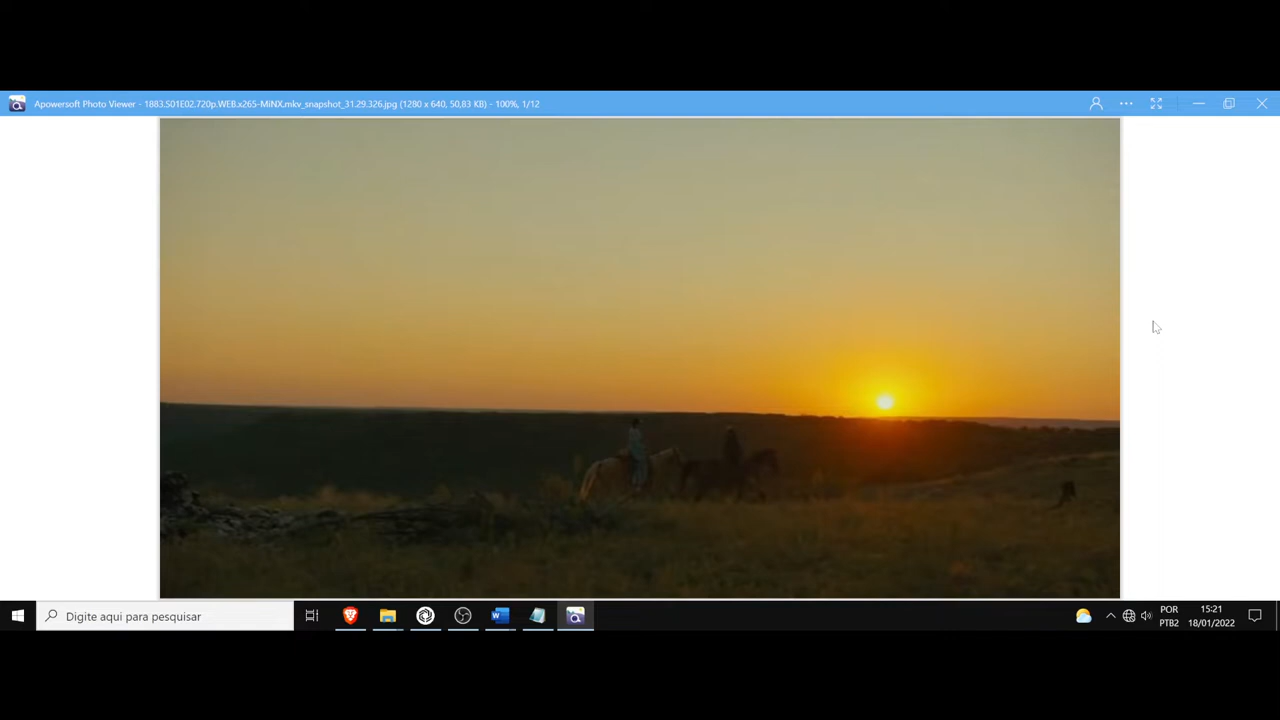 Apowersoft Photo Viewer - 1883.S01E02.720p.WEB.x265-MiNX.mkv_snapshot_31.29.326.jpg (1280 x 640, 50,83 KB) - 100%, 1/12
Digite aqui para pesquisar
POR
PTB2
15:21
18/01/2022